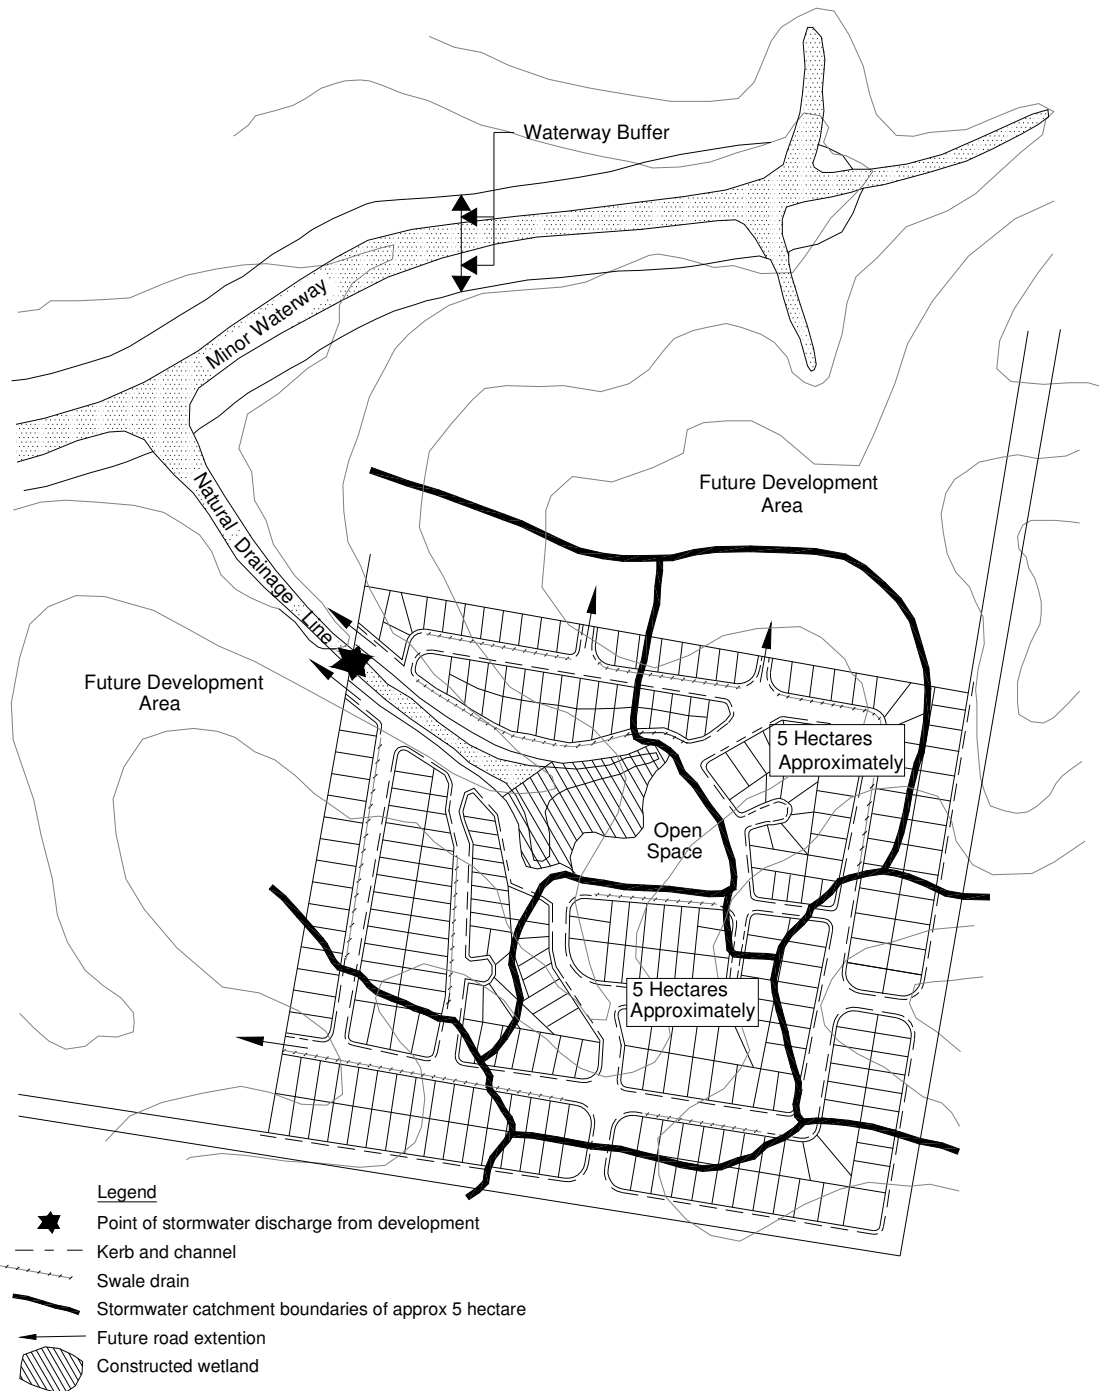 Waterway Buffer
Minor Waterway
Natural Drainage Line
Future Development
Area
Future Development
Area
5 Hectares
Approximately
Open
Space
5 Hectares
Approximately
Legend
Point of stormwater discharge from development
Kerb and channel
Swale drain
Stormwater catchment boundaries of approx 5 hectare
Future road extention
Constructed wetland